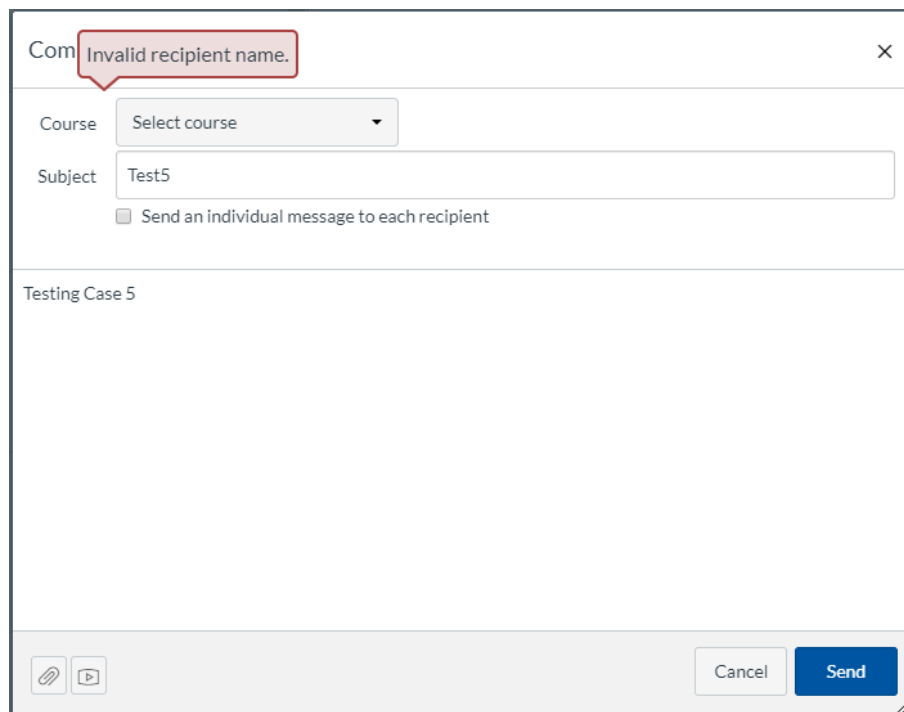 Com
Invalid recipient name.
Course
Select course
Subject
Test5
Send an individual message to each recipient
Testing Case 5
Cancel
Send